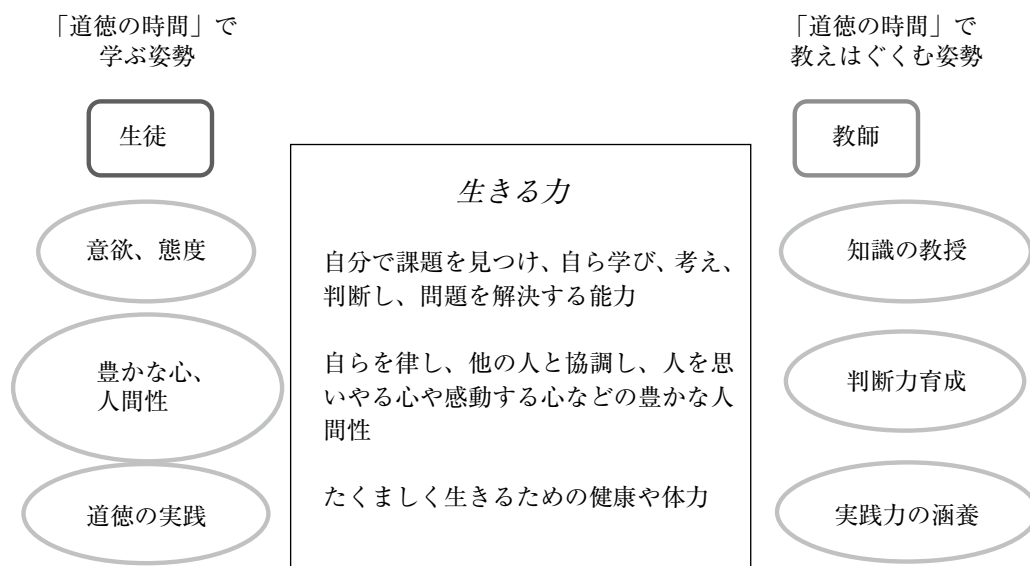 「道徳の時間」で
学ぶ姿勢
生徒
意欲、態度
豊かな心、
人間性
道徳の実践
生きる力
自分で課題を見つけ、自ら学び、考え、
判断し、問題を解決する能力
自らを律し、他の人と協調し、人を思
いやる心や感動する心などの豊かな人
間性
たくましく生きるための健康や体力
「道徳の時間」で
教えはぐくむ姿勢
教師
知識の教授
判断力育成
実践力の涵養